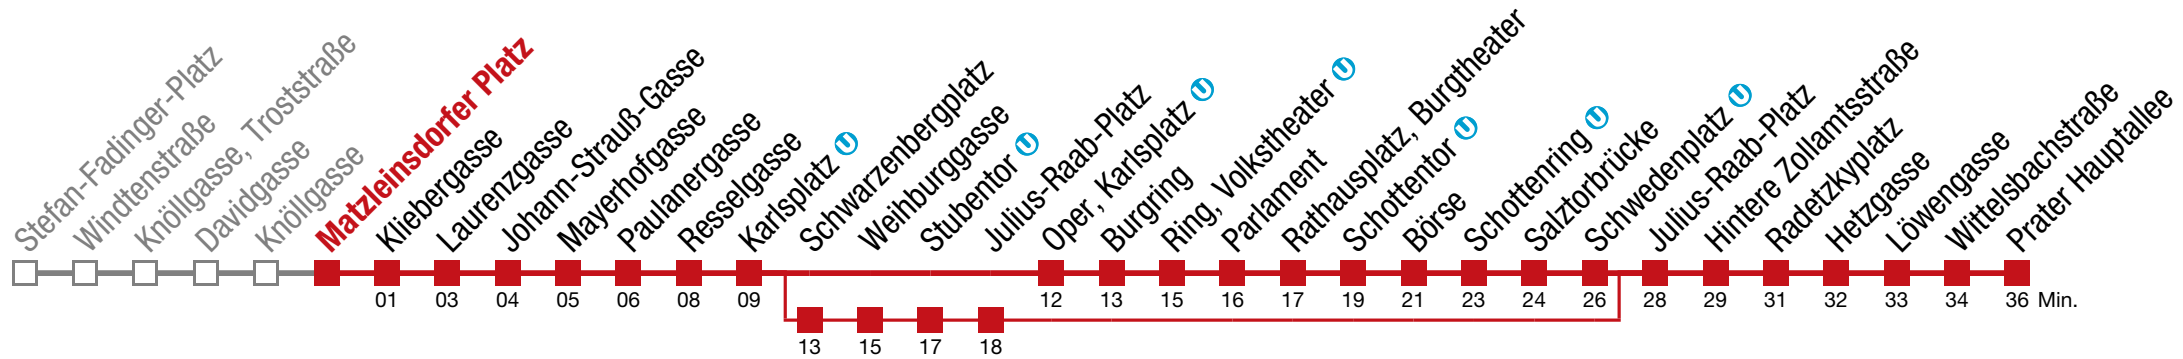 Stefan-Fadinger-Platz
Windtenstraße
Knöllgasse, Troststraße
Davidgasse
Knöllgasse
Matzleinsdorfer Platz
Kliebergasse
Laurenzgasse
Johann-Strauß-Gasse
Mayerhofgasse
Paulanergasse
Resselgasse
Karlsplatz U
Schwarzenbergplatz
Weihburggasse
Stubentor U
Julius-Raab-Platz
Oper, Karlsplatz U
Burgring
Ring, Volkstheater U
Parlament
Rathausplatz, Burgtheater
Schottentor U
Börse
Schottenring U
Salztorbrücke
Schwedenplatz U
Julius-Raab-Platz
Hintere Zollamtsstraße
Radetzkyplatz
Hetzgasse
Löwengasse
Wittelsbachstraße
Prater Hauptallee
01 03 04 05 06 08 09 12 13 15 16 17 19 21 23 24 26 28 29 31 32 33 34 36 Min.
13 15 17 18